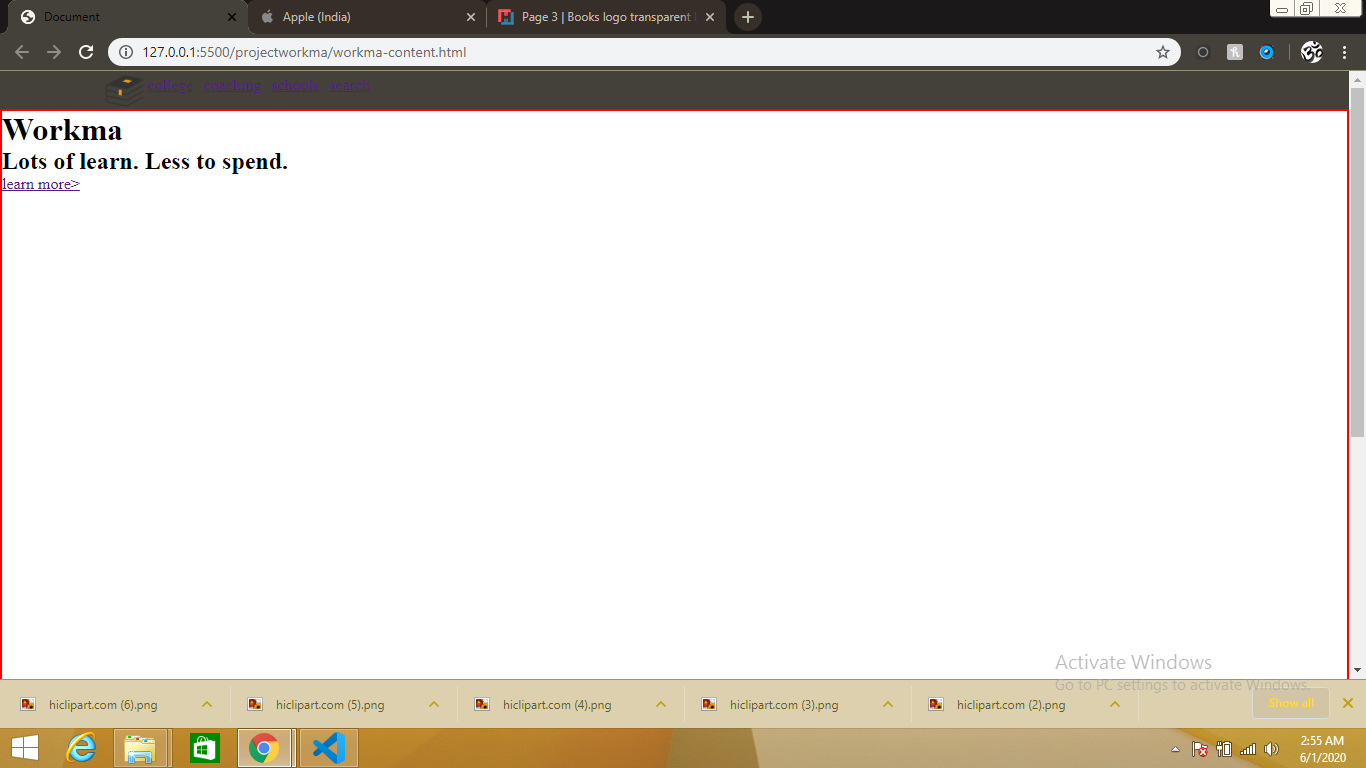 Document
Apple (India)
Page 3 | Books logo transparent
127.0.0.1:5500/projectworkma/workma-content.html
college coaching schools search
Workma
Lots of learn. Less to spend.
learn more>
Activate Windows
Go to PC settings to activate Windows.
hiclipart.com (6).png
hiclipart.com (5).png
hiclipart.com (4).png
hiclipart.com (3).png
hiclipart.com (2).png
Show all
2:55 AM
6/1/2020